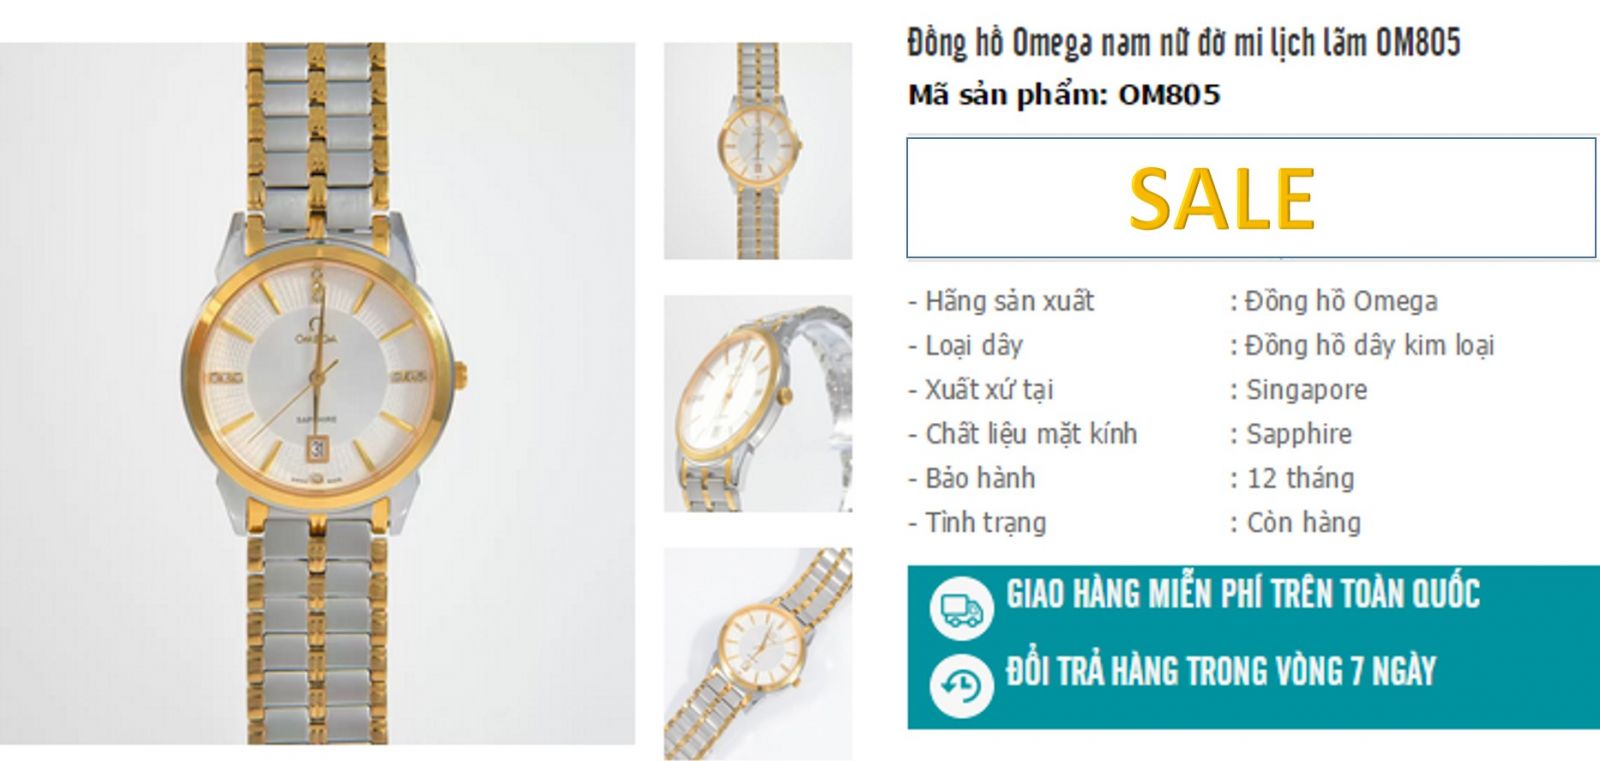 Đồng hồ Omega nam nữ đờ mi lịch lãm OM805
Mã sản phẩm: OM805
SALE
- Hãng sản xuất : Đồng hồ Omega
- Loại dây : Đồng hồ dây kim loại
- Xuất xứ tại : Singapore
- Chất liệu mặt kính : Sapphire
- Bảo hành : 12 tháng
- Tình trạng : Còn hàng
GIAO HÀNG MIỄN PHÍ TRÊN TOÀN QUỐC
ĐỔI TRẢ HÀNG TRONG VÒNG 7 NGÀY
OMEGA
SAPPHIRE
31